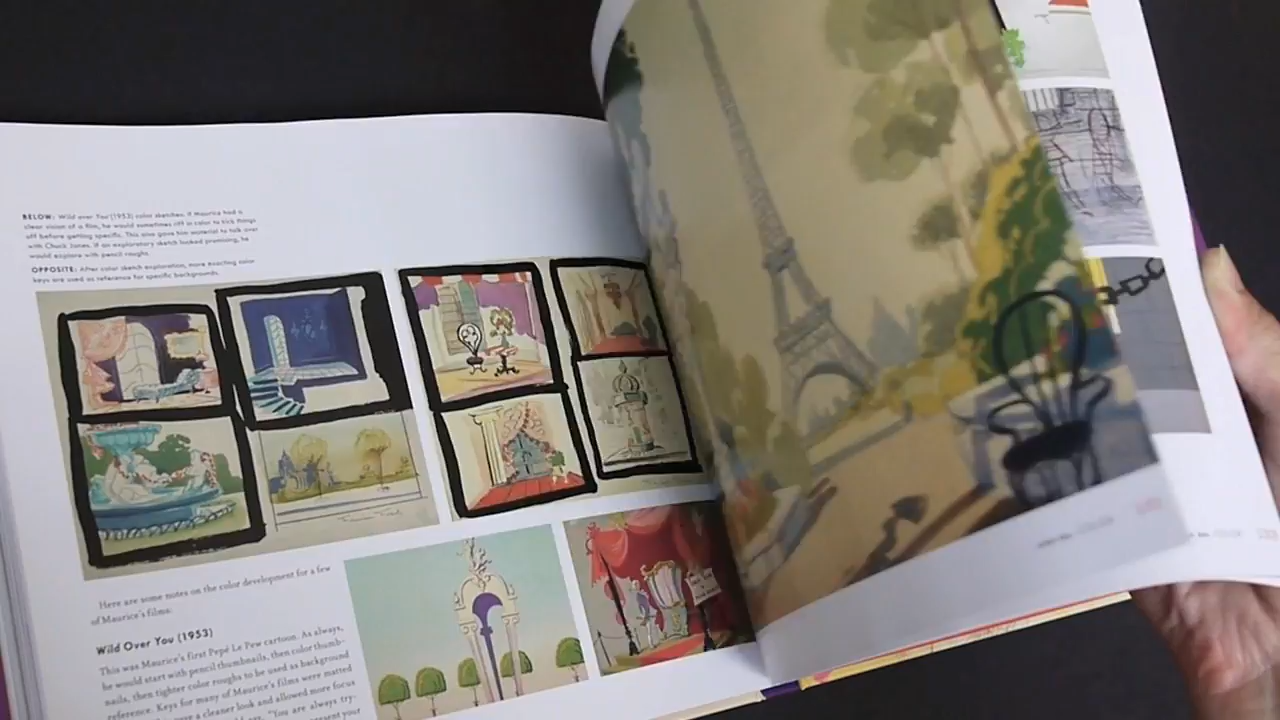 BELOW: Wild over You (1953) color sketches. If Maurice had a
clear vision of a film, he would sometimes riff in color to kick things
off before getting specific. This also gave him material to talk over
with Chuck Jones. If an exploratory sketch looked promising, he
would explore with pencil roughs.
OPPOSITE: After color sketch exploration, more exacting color
keys are used as reference for specific backgrounds.
Here are some notes on the color development for a few
of Maurice's films:
Wild Over You (1953)
This was Maurice's first Pepé Le Pew cartoon. As always,
he would start with pencil thumbnails, then color thumb-
nails, then tighter color roughs to be used as background
reference. Keys for many of Maurice's films were matted
a cleaner look and allowed more focus
"You are always try-
present your